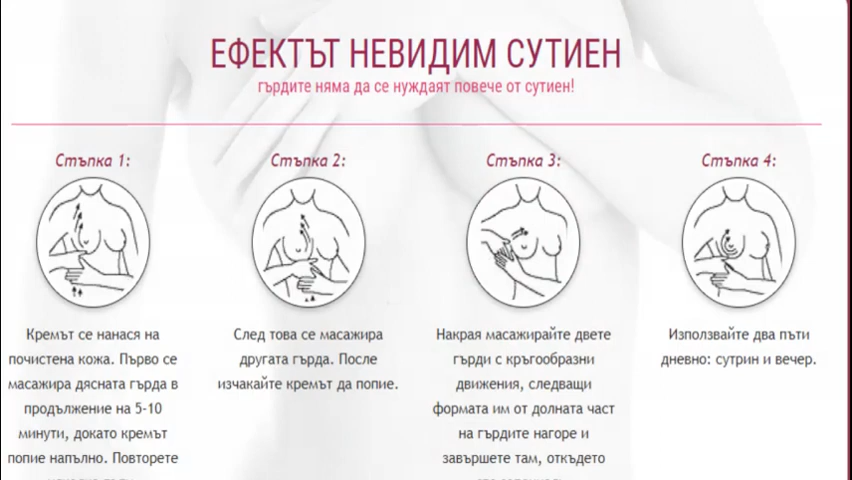 ЕФЕКТЪТ НЕВИДИМ СУТИЕН
гърдите няма да се нуждаят повече от сутиен!
Стъпка 1:
Кремът се нанася на
почистена кожа. Първо се
масажира дясната гърда в
продължение на 5-10
минути, докато кремът
попие напълно. Повторете
Стъпка 2:
След това се масажира
другата гърда. После
изчакайте кремът да попие.
Стъпка 3:
Накрая масажирайте двете
гърди с кръгообразни
движения, следващи
формата им от долната част
на гърдите нагоре и
завършете там, откъдето
Стъпка 4:
Използвайте два пъти
дневно: сутрин и вечер.